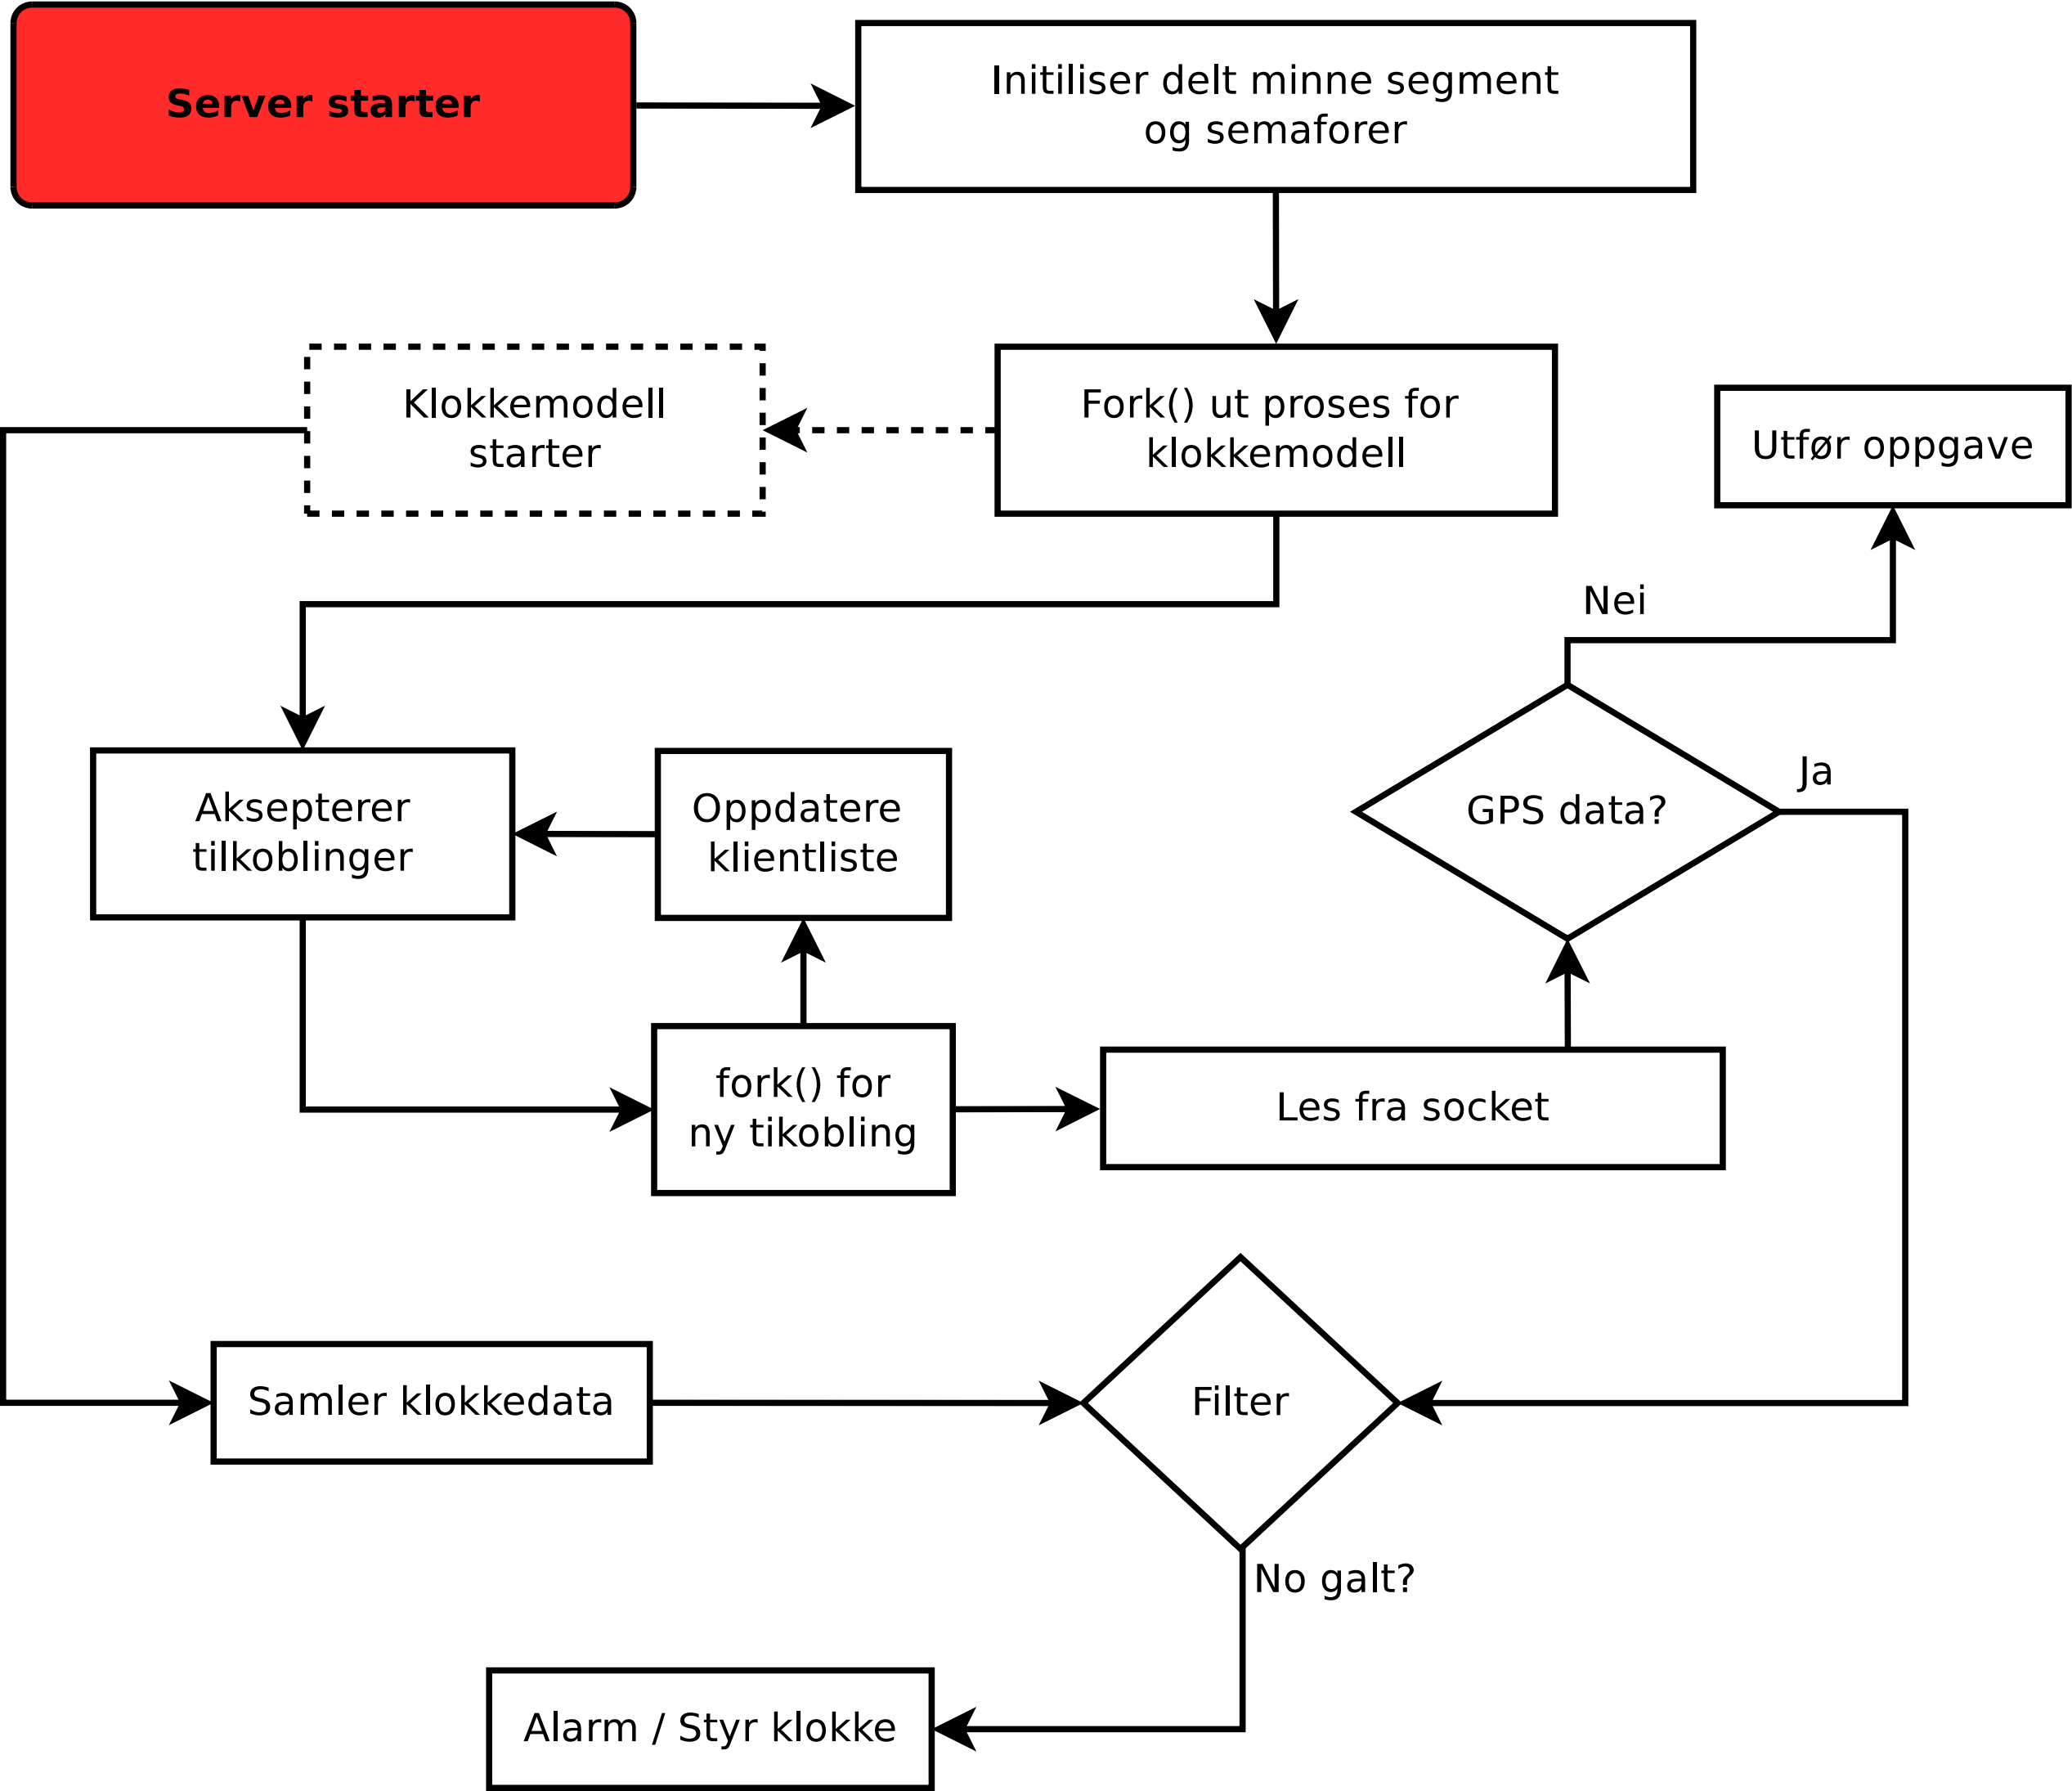 Server starter
Initiliser delt minne segment
og semaforer
Klokkemodell
starter
Fork() ut proses for
klokkemodell
Utfør oppgave
Nei
Ja
Aksepterer
tilkoblinger
Oppdatere
klientliste
GPS data?
fork() for
ny tikobling
Les fra socket
Samler klokkedata
Filter
No galt?
Alarm / Styr klokke